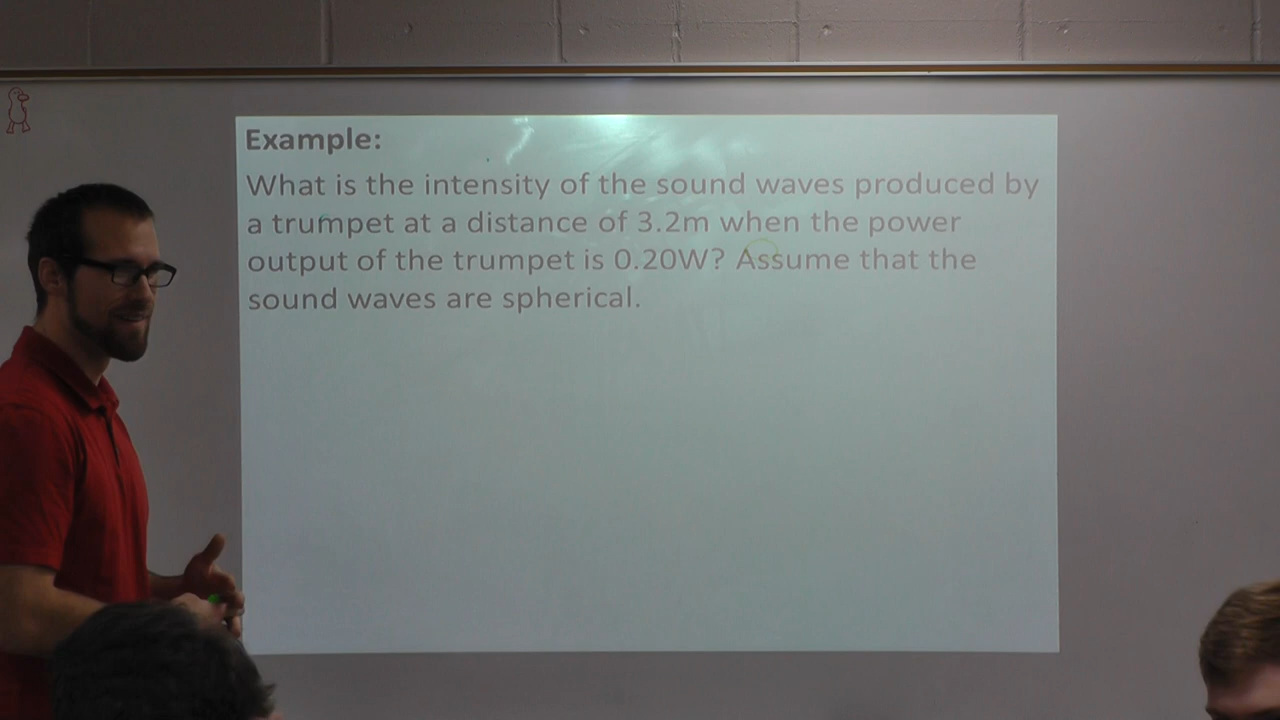 Example:
What is the intensity of the sound waves produced by
a trumpet at a distance of 3.2m when the power
output of the trumpet is 0.20W? Assume that the
sound waves are spherical.